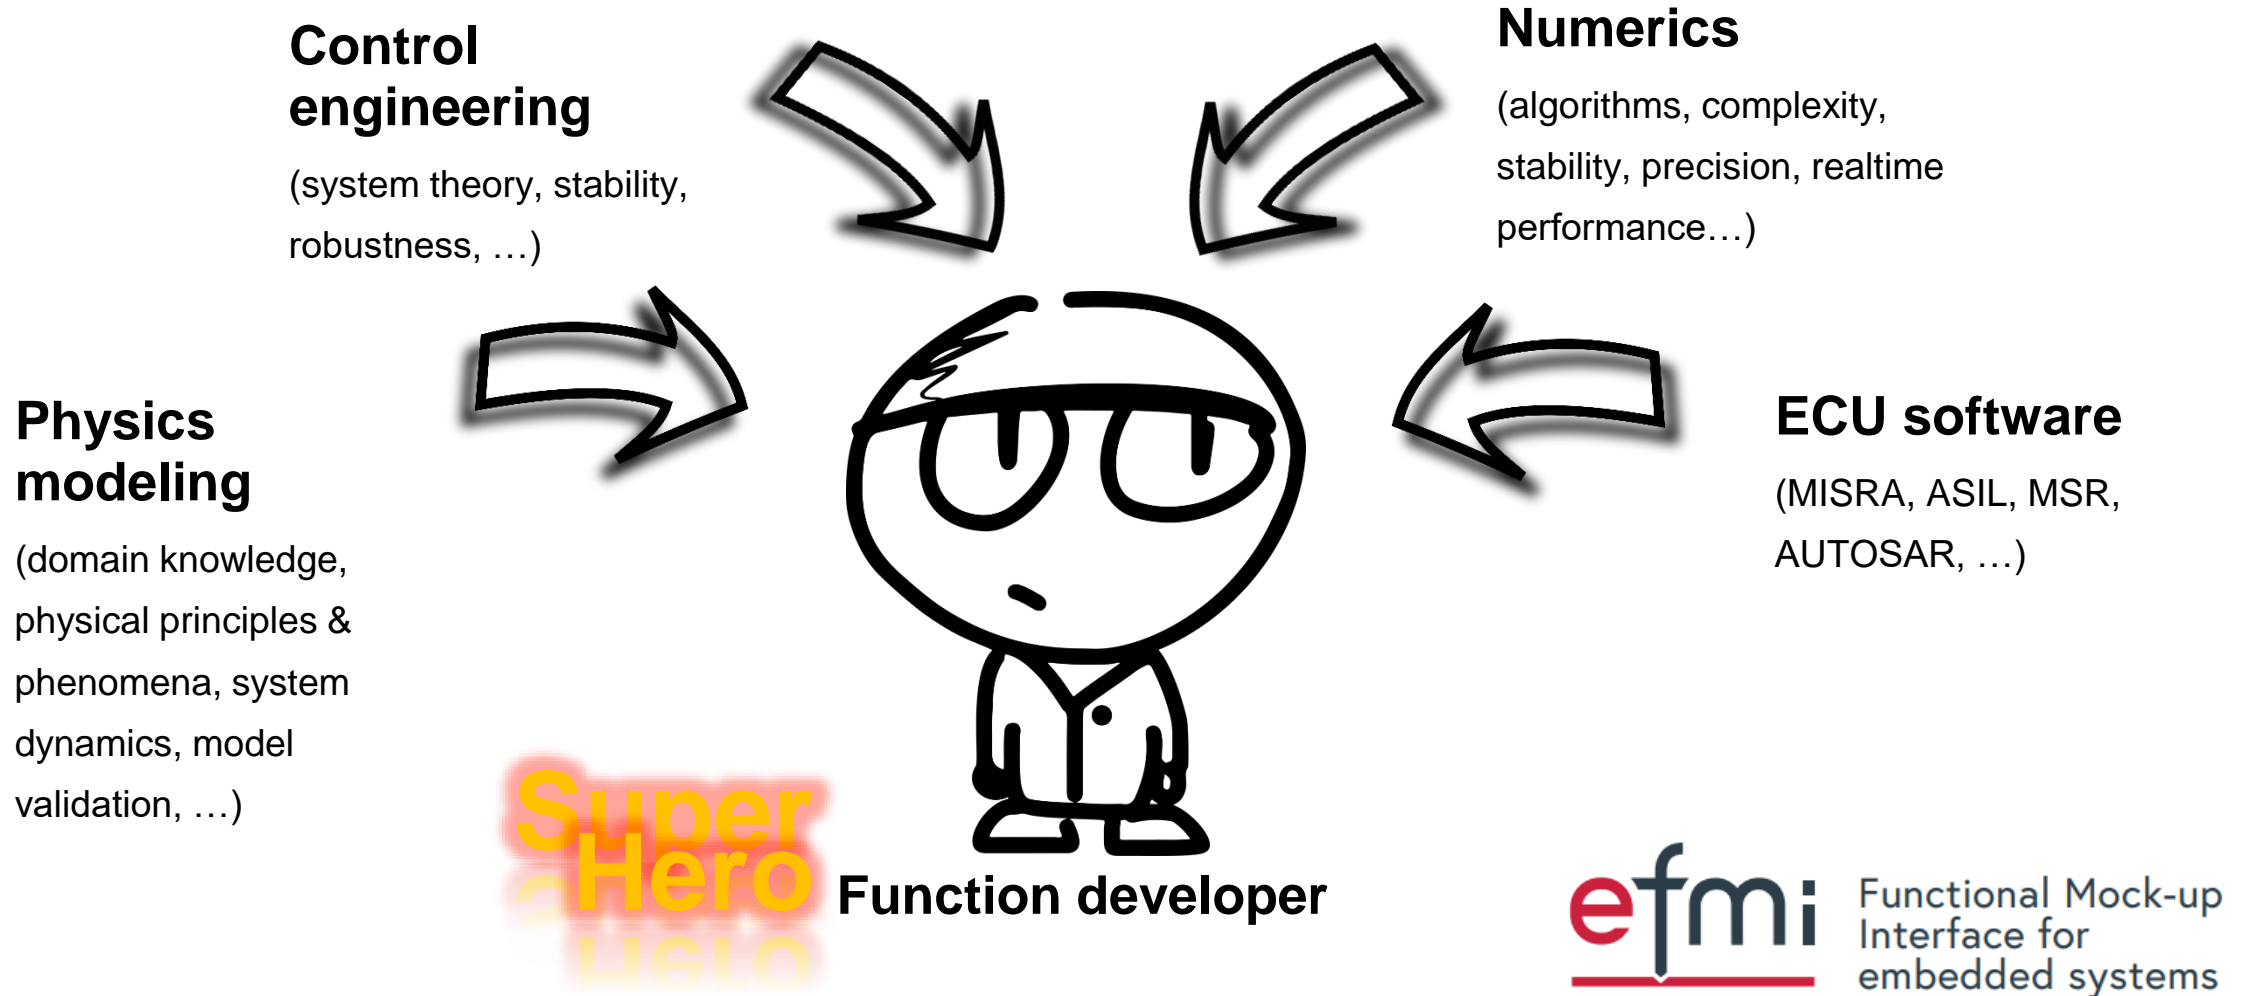 Control
engineering
(system theory, stability,
robustness, …)
Numerics
(algorithms, complexity,
stability, precision, realtime
performance…)
Physics
modeling
(domain knowledge,
physical principles &
phenomena, system
dynamics, model
validation, …)
ECU software
(MISRA, ASIL, MSR,
AUTOSAR, …)
Super
Hero
Function developer
efmi
Functional Mock-up
Interface for
embedded systems